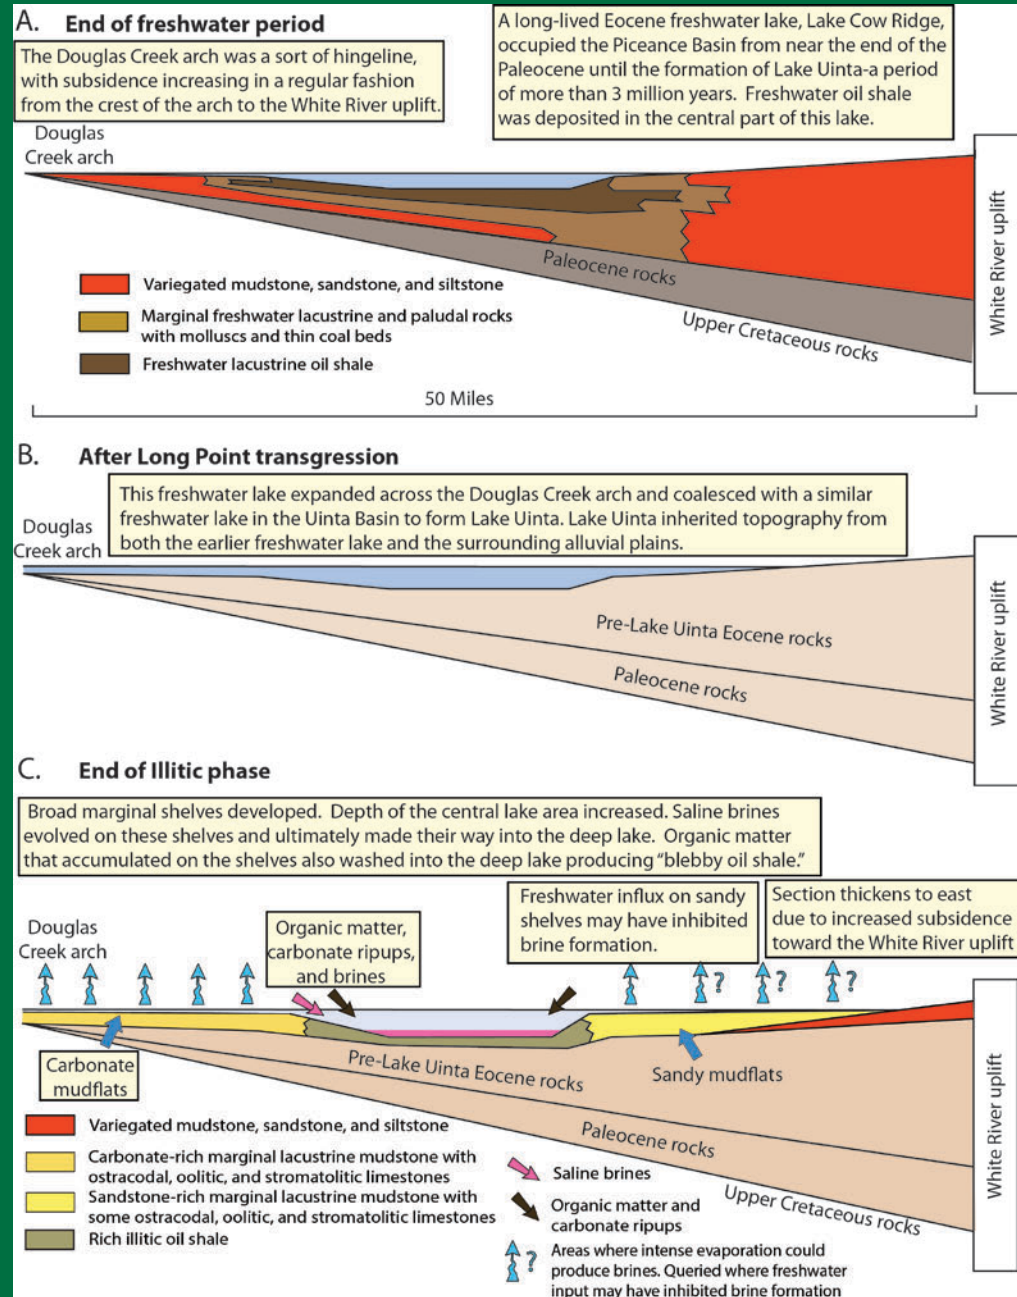 A. End of freshwater period
The Douglas Creek arch was a sort of hingeline,
with subsidence increasing in a regular fashion
from the crest of the arch to the White River uplift.
A long-lived Eocene freshwater lake, Lake Cow Ridge,
occupied the Piceance Basin from near the end of the
Paleocene until the formation of Lake Uinta-a period
of more than 3 million years. Freshwater oil shale
was deposited in the central part of this lake.
Douglas
Creek arch
White River uplift
Paleocene rocks
Upper Cretaceous rocks
Variegated mudstone, sandstone, and siltstone
Marginal freshwater lacustrine and paludal rocks
with molluscs and thin coal beds
Freshwater lacustrine oil shale
50 Miles
B. After Long Point transgression
This freshwater lake expanded across the Douglas Creek arch and coalesced with a similar
freshwater lake in the Uinta Basin to form Lake Uinta. Lake Uinta inherited topography from
both the earlier freshwater lake and the surrounding alluvial plains.
Douglas
Creek arch
White River uplift
Pre-Lake Uinta Eocene rocks
Paleocene rocks
C. End of Illitic phase
Broad marginal shelves developed. Depth of the central lake area increased. Saline brines
evolved on these shelves and ultimately made their way into the deep lake. Organic matter
that accumulated on the shelves also washed into the deep lake producing "blebby oil shale."
Douglas
Creek arch
Organic matter,
carbonate ripups,
and brines
Freshwater influx on sandy
shelves may have inhibited
brine formation.
Section thickens to east
due to increased subsidence
toward the White River uplift
? ? ?
White River uplift
Carbonate
mudflats
Pre-Lake Uinta Eocene rocks
Sandy mudflats
Paleocene rocks
Upper Cretaceous rocks
Variegated mudstone, sandstone, and siltstone
Carbonate-rich marginal lacustrine mudstone with
ostracodal, oolitic, and stromatolitic limestones
Sandstone-rich marginal lacustrine mudstone with
some ostracodal, oolitic, and stromatolitic limestones
Rich illitic oil shale
Saline brines
Organic matter and
carbonate ripups
? Areas where intense evaporation could
produce brines. Queried where freshwater
input may have inhibited brine formation